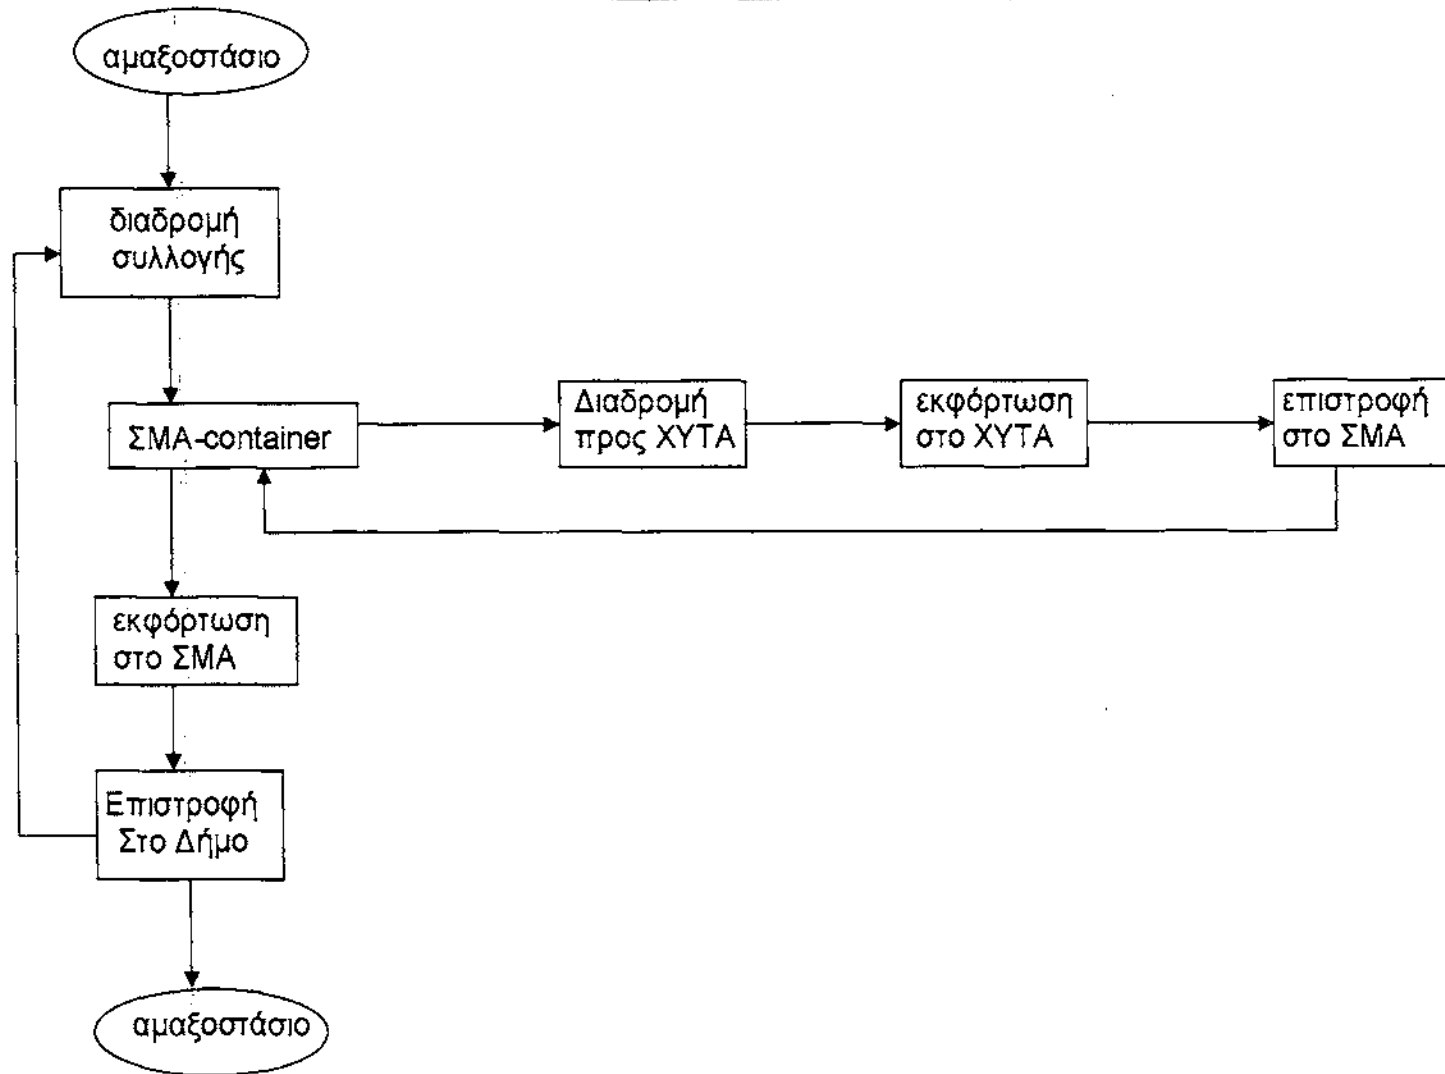 αμαξοστάσιο
διαδρομή
συλλογής
ΣΜΑ-container
Διαδρομή
προς ΧΥΤΑ
εκφόρτωση
στο ΧΥΤΑ
επιστροφή
στο ΣΜΑ
εκφόρτωση
στο ΣΜΑ
Επιστροφή
Στο Δήμο
αμαξοστάσιο